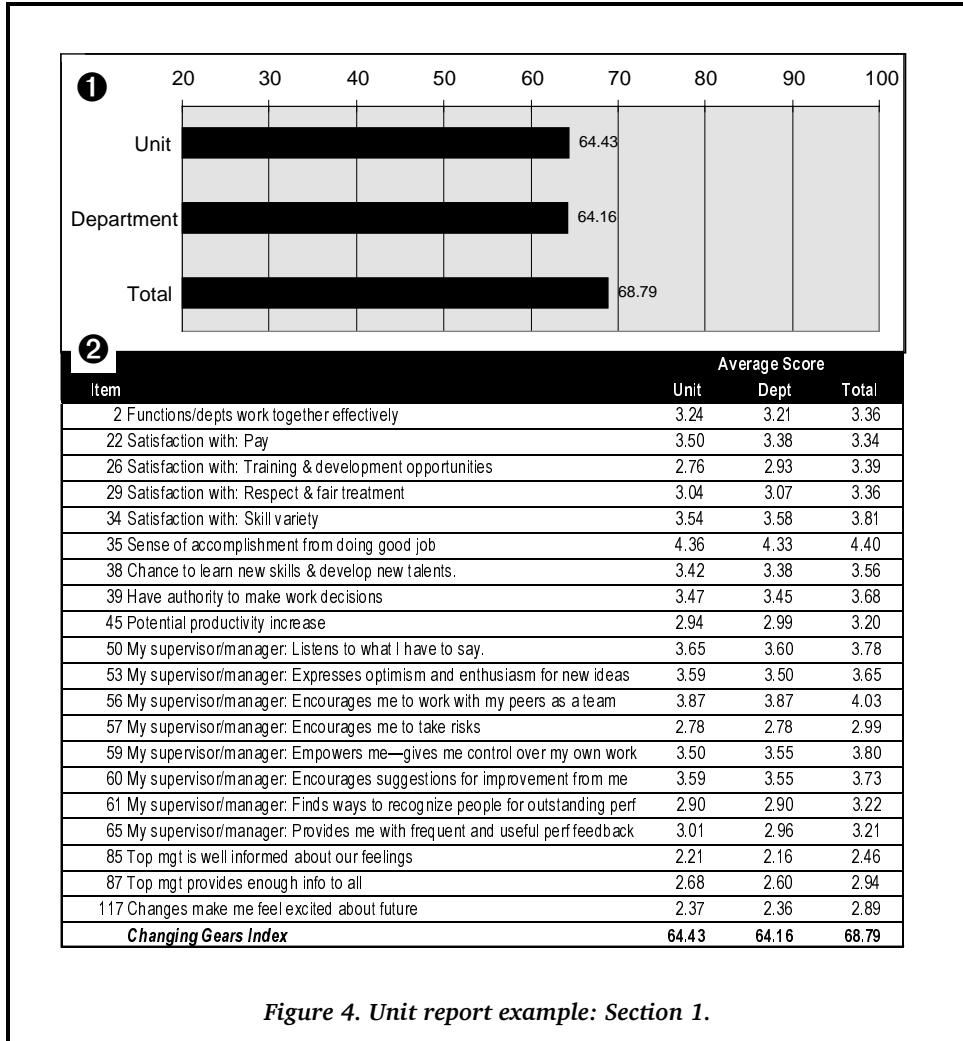 ❶ 20 30 40 50 60 70 80 90 100
Unit 64.43
Department 64.16
Total 68.79
❷
Average Score
Item Unit Dept Total
2 Functions/depts work together effectively 3.24 3.21 3.36
22 Satisfaction with: Pay 3.50 3.38 3.34
26 Satisfaction with: Training & development opportunities 2.76 2.93 3.39
29 Satisfaction with: Respect & fair treatment 3.04 3.07 3.36
34 Satisfaction with: Skill variety 3.54 3.58 3.81
35 Sense of accomplishment from doing good job 4.36 4.33 4.40
38 Chance to learn new skills & develop new talents. 3.42 3.38 3.56
39 Have authority to make work decisions 3.47 3.45 3.68
45 Potential productivity increase 2.94 2.99 3.20
50 My supervisor/manager: Listens to what I have to say. 3.65 3.60 3.78
53 My supervisor/manager: Expresses optimism and enthusiasm for new ideas 3.59 3.50 3.65
56 My supervisor/manager: Encourages me to work with my peers as a team 3.87 3.87 4.03
57 My supervisor/manager: Encourages me to take risks 2.78 2.78 2.99
59 My supervisor/manager: Empowers me—gives me control over my own work 3.50 3.55 3.80
60 My supervisor/manager: Encourages suggestions for improvement from me 3.59 3.55 3.73
61 My supervisor/manager: Finds ways to recognize people for outstanding perf 2.90 2.90 3.22
65 My supervisor/manager: Provides me with frequent and useful perf feedback 3.01 2.96 3.21
85 Top mgt is well informed about our feelings 2.21 2.16 2.46
87 Top mgt provides enough info to all 2.68 2.60 2.94
117 Changes make me feel excited about future 2.37 2.36 2.89
Changing Gears Index 64.43 64.16 68.79
Figure 4. Unit report example: Section 1.